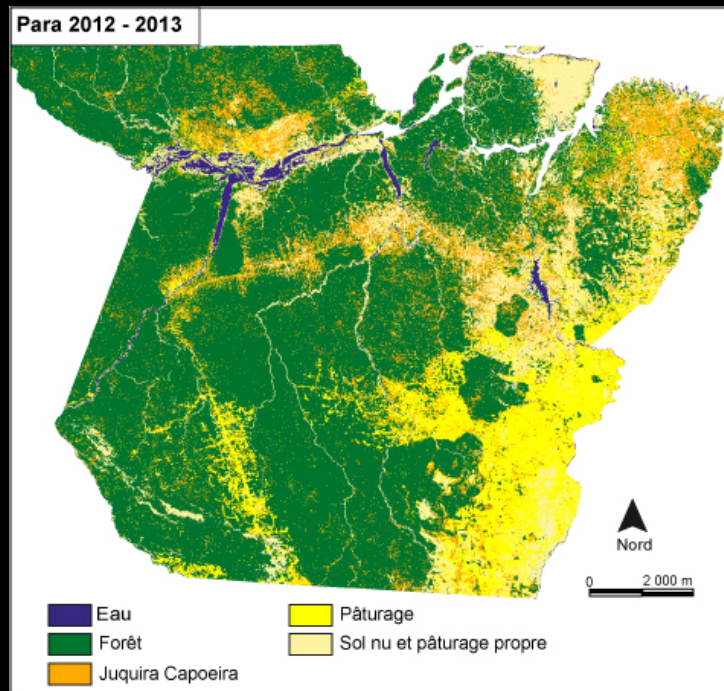 Para 2012 - 2013
Nord
0 2 000 m
Eau
Pâturage
Forêt
Sol nu et pâturage propre
Juquira Capoeira